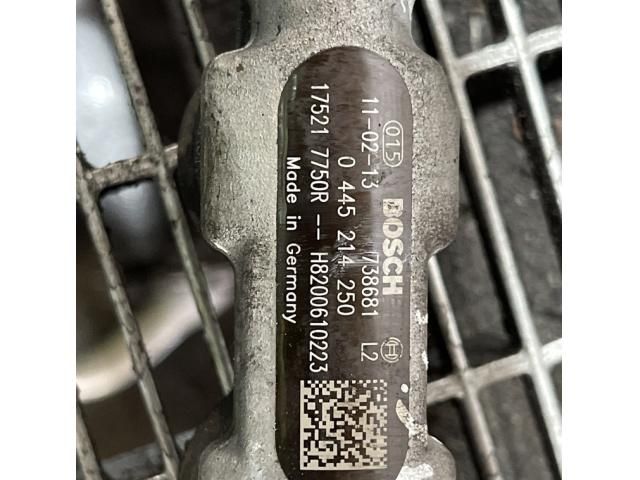 015 BOSCH
11-02-13 738681 L2
0 445 214 250
17521 7750R -- H8200610223
Made in Germany